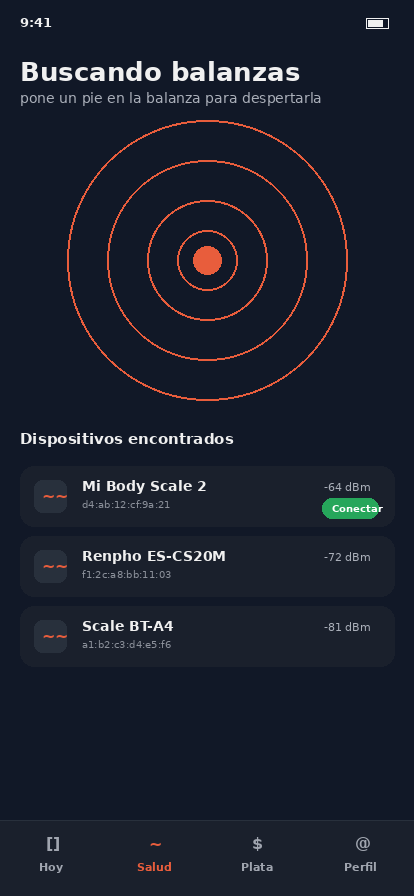 9:41
Buscando balanzas
pone un pie en la balanza para despertarla
Dispositivos encontrados
~~ Mi Body Scale 2 -64 dBm
d4:ab:12:cf:9a:21 Conectar
~~ Renpho ES-CS20M -72 dBm
f1:2c:a8:bb:11:03
~~ Scale BT-A4 -81 dBm
a1:b2:c3:d4:e5:f6
[] ~ $ @
Hoy Salud Plata Perfil